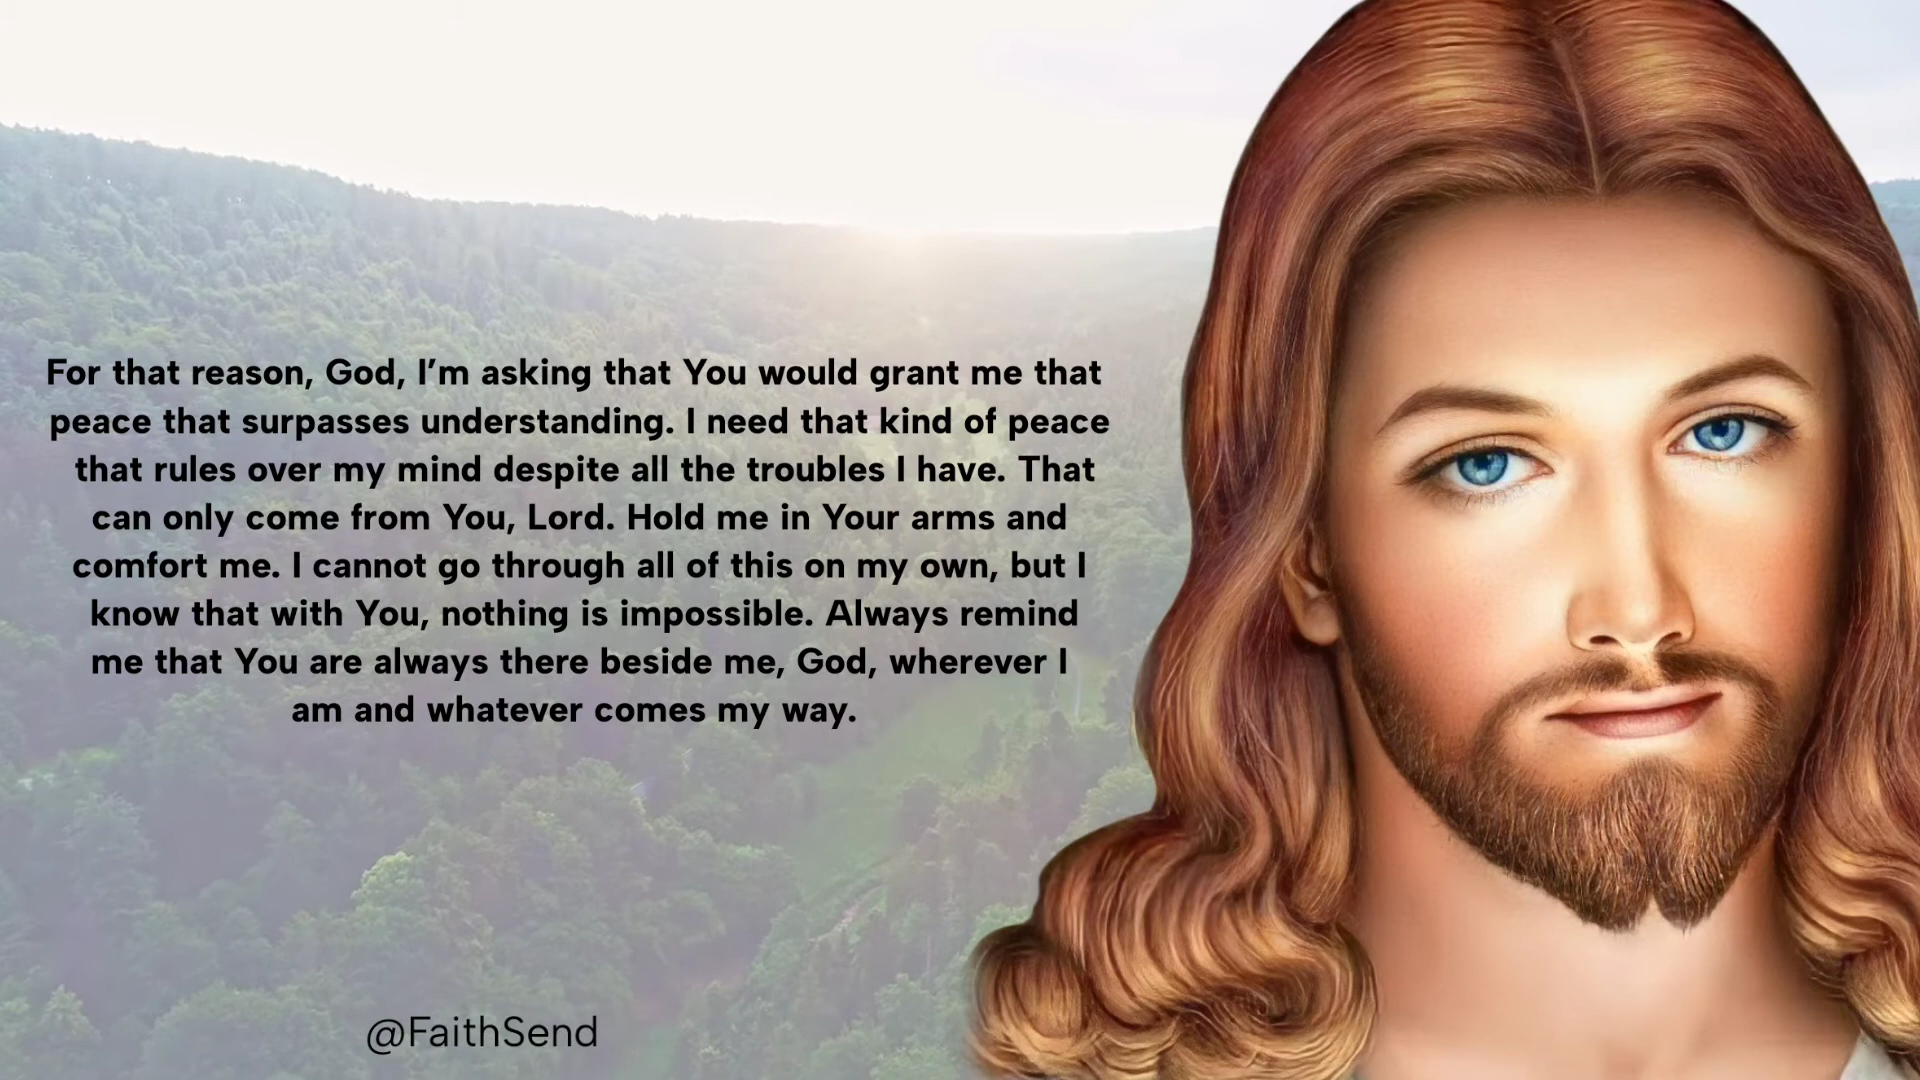 For that reason, God, I’m asking that You would grant me that
peace that surpasses understanding. I need that kind of peace
that rules over my mind despite all the troubles I have. That
can only come from You, Lord. Hold me in Your arms and
comfort me. I cannot go through all of this on my own, but I
know that with You, nothing is impossible. Always remind
me that You are always there beside me, God, wherever I
am and whatever comes my way.
@FaithSend